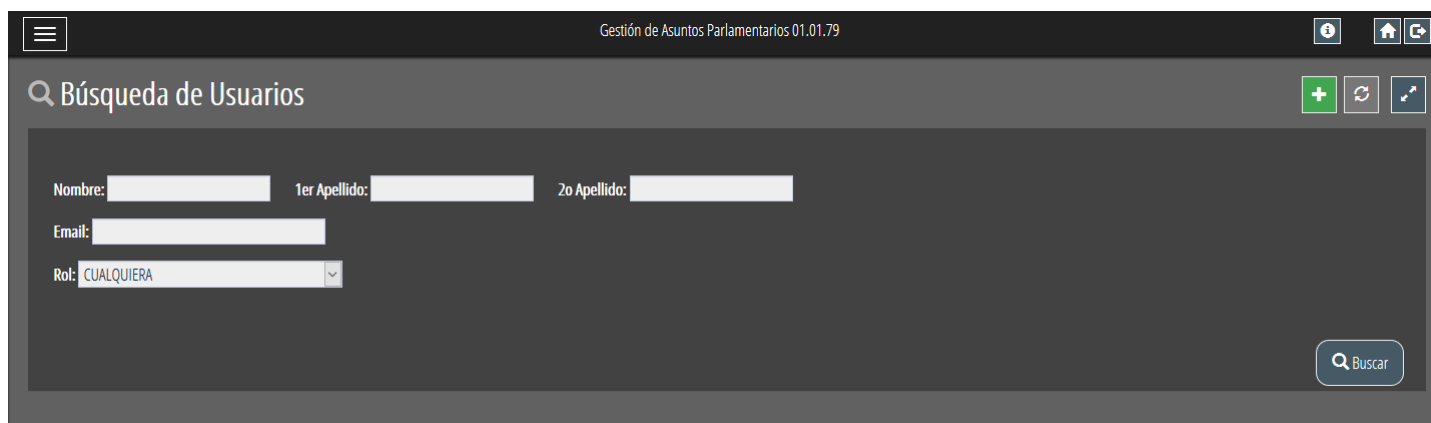 Gestión de Asuntos Parlamentarios 01.01.79
Búsqueda de Usuarios
Nombre: 1er Apellido: 2o Apellido:
Email:
Rol: CUALQUIERA
Buscar